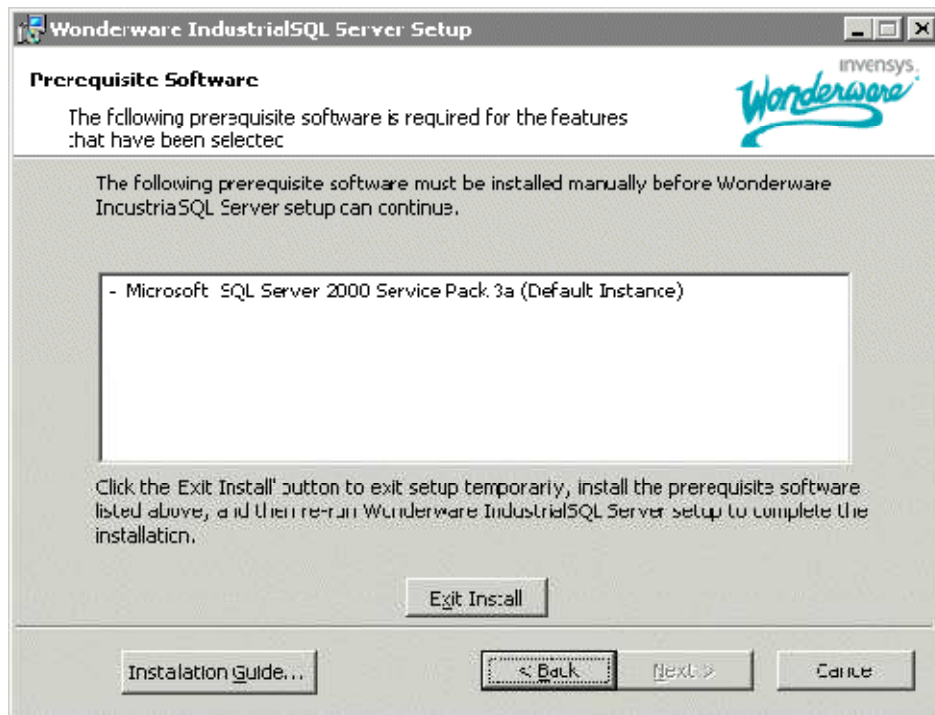 Wonderware IndustrialSQL Server Setup
Prerequisite Software
invensys.
Wonderware
The following prerequisite software is required for the features
that have been selected
The following prerequisite software must be installed manually before Wonderware
IncustriaSQL Server setup can continue.
- Microsoft SQL Server 2000 Service Pack 3a (Default Instance)
Click the 'Exit Install' button to exit setup temporarily, install the prerequisite software
listed above, and then re-run Wonderware IndustrialSQL Server setup to complete the
installation.
Exit Install
Installation Guide...
< Back
Next >
Cancel